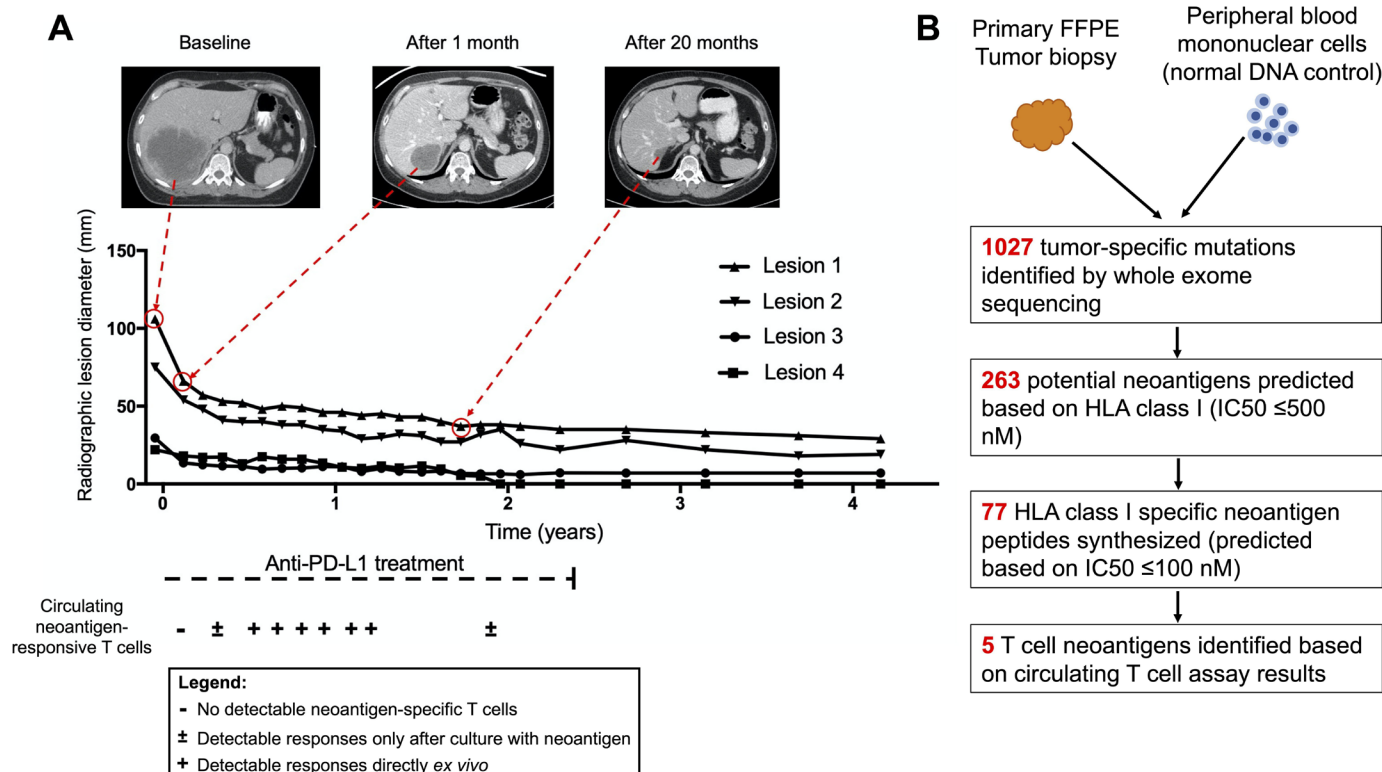 A
Baseline
After 1 month
After 20 months
Radiographic lesion diameter (mm)
150
100
50
0
Lesion 1
Lesion 2
Lesion 3
Lesion 4
0
1
2
3
4
Time (years)
Anti-PD-L1 treatment
Circulating
neoantigen-
responsive T cells
- ± + + + + + + ±
Legend:
- No detectable neoantigen-specific T cells
± Detectable responses only after culture with neoantigen
+ Detectable responses directly ex vivo
B
Primary FFPE
Tumor biopsy
Peripheral blood
mononuclear cells
(normal DNA control)
1027 tumor-specific mutations
identified by whole exome
sequencing
263 potential neoantigens predicted
based on HLA class I (IC50 ≤500
nM)
77 HLA class I specific neoantigen
peptides synthesized (predicted
based on IC50 ≤100 nM)
5 T cell neoantigens identified based
on circulating T cell assay results